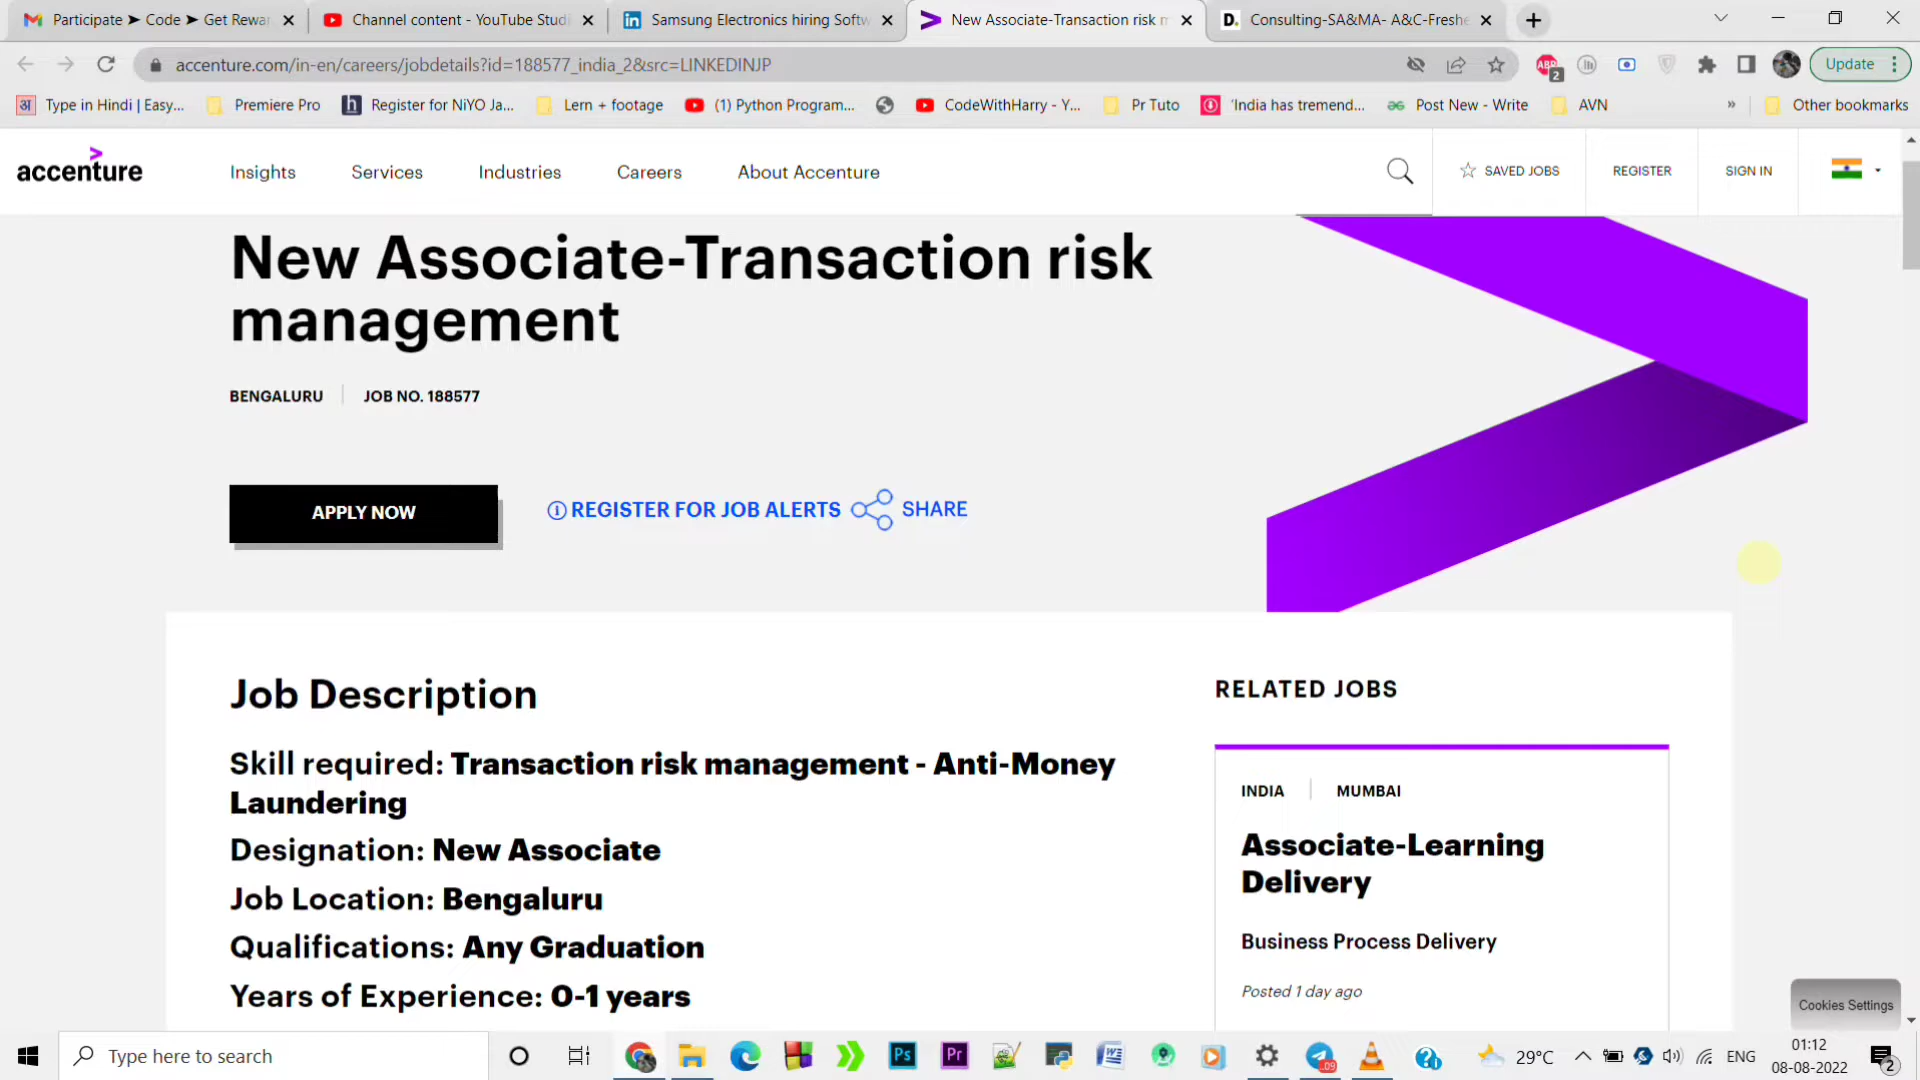 Participate ➤ Code ➤ Get Rewa
Channel content - YouTube Studi
Samsung Electronics hiring Softw
New Associate-Transaction risk m
Consulting-SA&MA- A&C-Freshe
accenture.com/in-en/careers/jobdetails?id=188577_india_2&src=LINKEDINJP
ABP
2
Update
अ Type in Hindi | Easy...
Premiere Pro
Register for NiYO Ja...
Lern + footage
(1) Python Program...
CodeWithHarry - Y...
Pr Tuto
'India has tremend...
Post New - Write
AVN
»
Other bookmarks
accenture
Insights
Services
Industries
Careers
About Accenture
SAVED JOBS
REGISTER
SIGN IN
New Associate-Transaction risk
management
BENGALURU
JOB NO. 188577
APPLY NOW
REGISTER FOR JOB ALERTS
SHARE
Job Description
Skill required: Transaction risk management - Anti-Money
Laundering
Designation: New Associate
Job Location: Bengaluru
Qualifications: Any Graduation
Years of Experience: 0-1 years
RELATED JOBS
INDIA
MUMBAI
Associate-Learning
Delivery
Business Process Delivery
Posted 1 day ago
Cookies Settings
Type here to search
Ps
Pr
29°C
ENG
01:12
08-08-2022
2